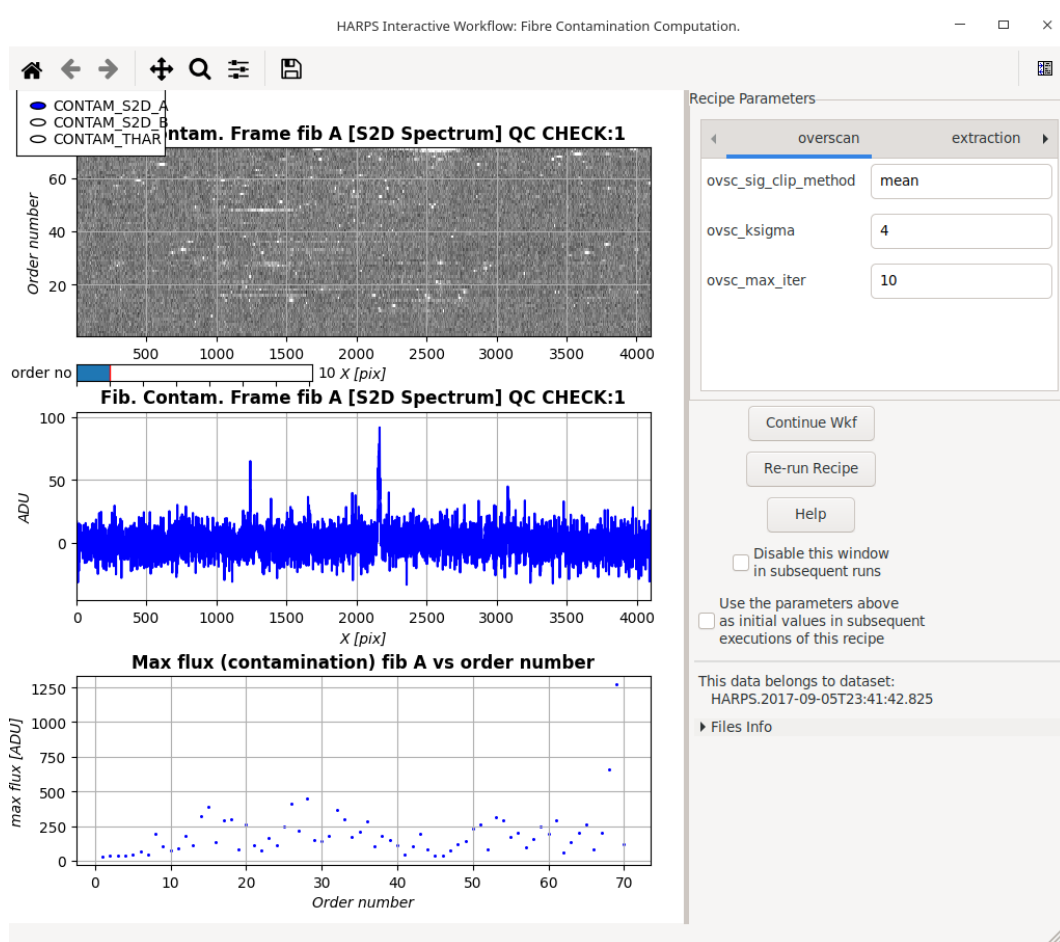 HARPS Interactive Workflow: Fibre Contamination Computation.
CONTAM_S2D_A
CONTAM_S2D_B
CONTAM_THAR
ntam. Frame fib A [S2D Spectrum] QC CHECK:1
Order number
60
40
20
500 1000 1500 2000 2500 3000 3500 4000
order no 10 X [pix]
Fib. Contam. Frame fib A [S2D Spectrum] QC CHECK:1
ADU
100
50
0
0 500 1000 1500 2000 2500 3000 3500 4000
X [pix]
Max flux (contamination) fib A vs order number
max flux [ADU]
1250
1000
750
500
250
0
0 10 20 30 40 50 60 70
Order number
Recipe Parameters
overscan extraction
ovsc_sig_clip_method mean
ovsc_ksigma 4
ovsc_max_iter 10
Continue Wkf
Re-run Recipe
Help
Disable this window
in subsequent runs
Use the parameters above
as initial values in subsequent
executions of this recipe
This data belongs to dataset:
HARPS.2017-09-05T23:41:42.825
Files Info